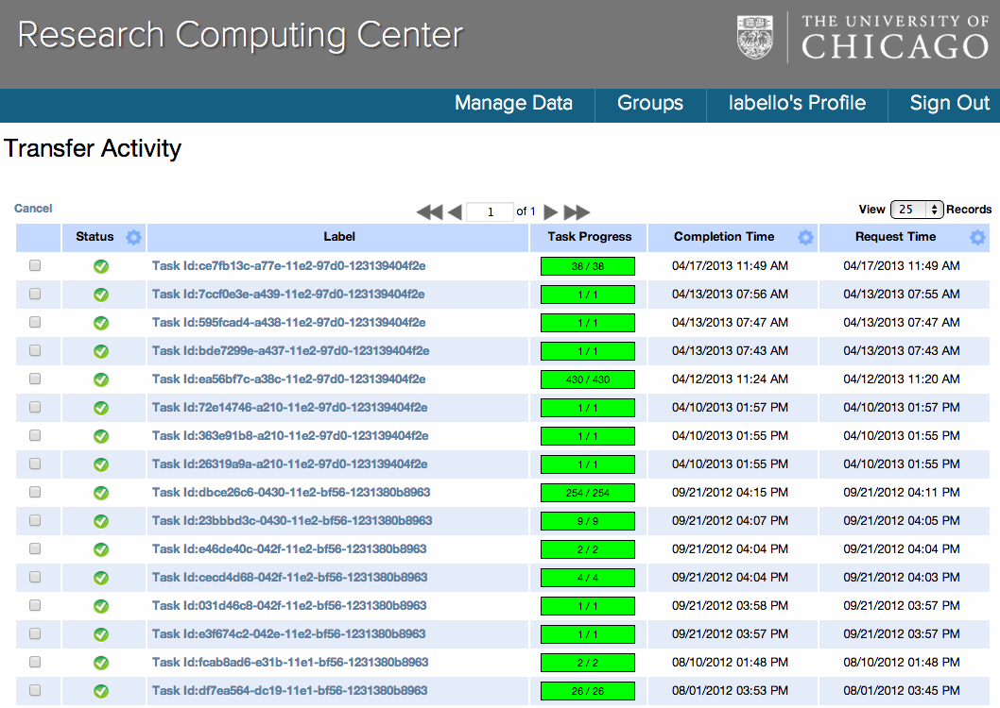 Research Computing Center
THE UNIVERSITY OF
CHICAGO
Manage Data Groups labello's Profile Sign Out
Transfer Activity
Cancel 1 of 1 View 25 Records
Status Label Task Progress Completion Time Request Time
Task Id:ce7fb13c-a77e-11e2-97d0-123139404f2e 38 / 38 04/17/2013 11:49 AM 04/17/2013 11:49 AM
Task Id:7ccf0e3e-a439-11e2-97d0-123139404f2e 1 / 1 04/13/2013 07:56 AM 04/13/2013 07:55 AM
Task Id:595fcad4-a438-11e2-97d0-123139404f2e 1 / 1 04/13/2013 07:47 AM 04/13/2013 07:47 AM
Task Id:bde7299e-a437-11e2-97d0-123139404f2e 1 / 1 04/13/2013 07:43 AM 04/13/2013 07:43 AM
Task Id:ea56bf7c-a38c-11e2-97d0-123139404f2e 430 / 430 04/12/2013 11:24 AM 04/12/2013 11:20 AM
Task Id:72e14746-a210-11e2-97d0-123139404f2e 1 / 1 04/10/2013 01:57 PM 04/10/2013 01:57 PM
Task Id:363e91b8-a210-11e2-97d0-123139404f2e 1 / 1 04/10/2013 01:55 PM 04/10/2013 01:55 PM
Task Id:26319a9a-a210-11e2-97d0-123139404f2e 1 / 1 04/10/2013 01:55 PM 04/10/2013 01:55 PM
Task Id:dbce26c6-0430-11e2-bf56-1231380b8963 254 / 254 09/21/2012 04:15 PM 09/21/2012 04:11 PM
Task Id:23bbbd3c-0430-11e2-bf56-1231380b8963 9 / 9 09/21/2012 04:07 PM 09/21/2012 04:05 PM
Task Id:e46de40c-042f-11e2-bf56-1231380b8963 2 / 2 09/21/2012 04:04 PM 09/21/2012 04:04 PM
Task Id:cecd4d68-042f-11e2-bf56-1231380b8963 4 / 4 09/21/2012 04:04 PM 09/21/2012 04:03 PM
Task Id:031d46c8-042f-11e2-bf56-1231380b8963 1 / 1 09/21/2012 03:58 PM 09/21/2012 03:57 PM
Task Id:e3f674c2-042e-11e2-bf56-1231380b8963 1 / 1 09/21/2012 03:57 PM 09/21/2012 03:57 PM
Task Id:fcab8ad6-e31b-11e1-bf56-1231380b8963 2 / 2 08/10/2012 01:48 PM 08/10/2012 01:48 PM
Task Id:df7ea564-dc19-11e1-bf56-1231380b8963 26 / 26 08/01/2012 03:53 PM 08/01/2012 03:45 PM